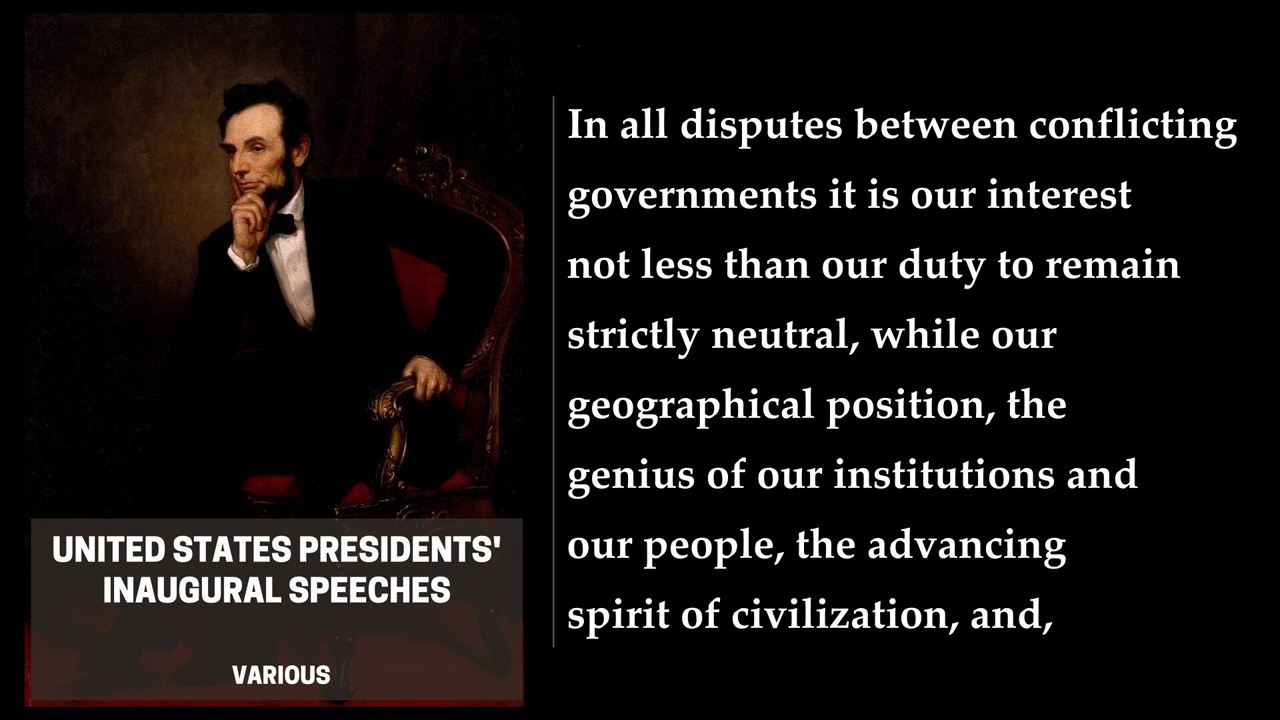 UNITED STATES PRESIDENTS'
INAUGURAL SPEECHES
VARIOUS
In all disputes between conflicting
governments it is our interest
not less than our duty to remain
strictly neutral, while our
geographical position, the
genius of our institutions and
our people, the advancing
spirit of civilization, and,